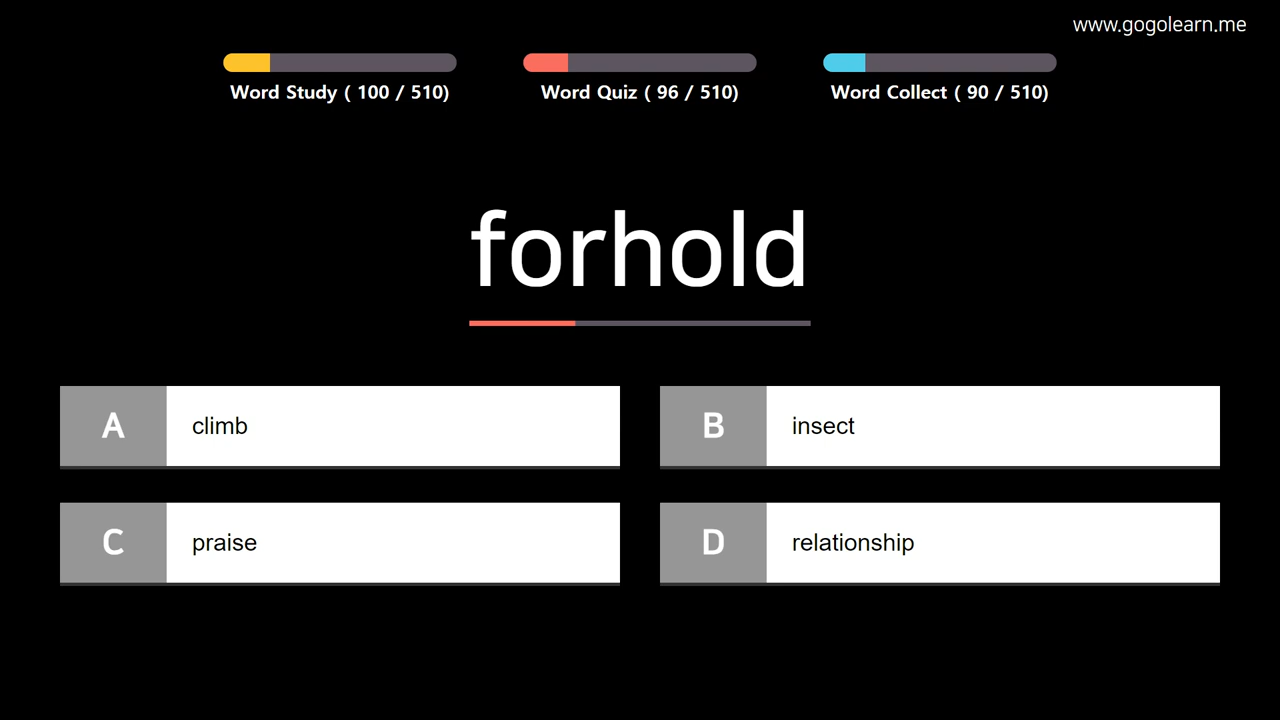 www.gogolearn.me
Word Study ( 100 / 510)
Word Quiz ( 96 / 510)
Word Collect ( 90 / 510)
forhold
A climb
B insect
C praise
D relationship